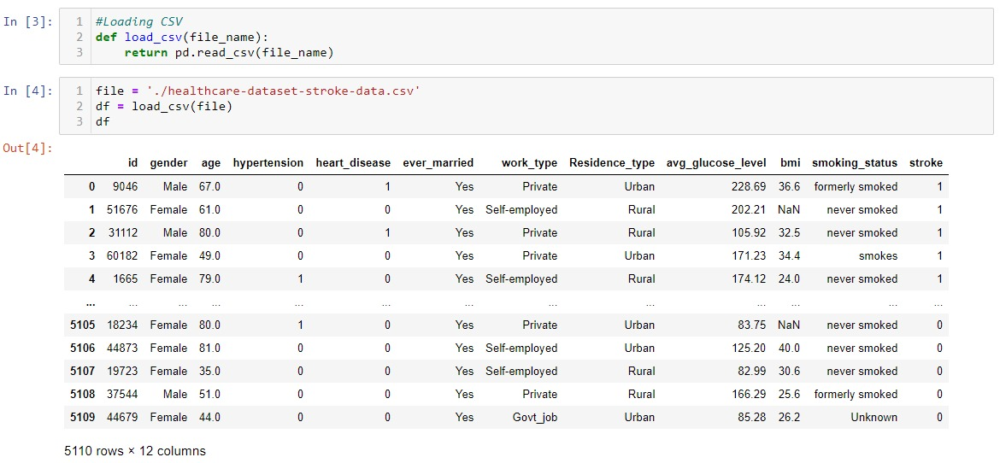 In [3]: 1 #Loading CSV
2 def load_csv(file_name):
3 return pd.read_csv(file_name)
In [4]: 1 file = './healthcare-dataset-stroke-data.csv'
2 df = load_csv(file)
3 df
Out[4]:
id gender age hypertension heart_disease ever_married work_type Residence_type avg_glucose_level bmi smoking_status stroke
0 9046 Male 67.0 0 1 Yes Private Urban 228.69 36.6 formerly smoked 1
1 51676 Female 61.0 0 0 Yes Self-employed Rural 202.21 NaN never smoked 1
2 31112 Male 80.0 0 1 Yes Private Rural 105.92 32.5 never smoked 1
3 60182 Female 49.0 0 0 Yes Private Urban 171.23 34.4 smokes 1
4 1665 Female 79.0 1 0 Yes Self-employed Rural 174.12 24.0 never smoked 1
... ... ... ... ... ... ... ... ... ... ... ... ...
5105 18234 Female 80.0 1 0 Yes Private Urban 83.75 NaN never smoked 0
5106 44873 Female 81.0 0 0 Yes Self-employed Urban 125.20 40.0 never smoked 0
5107 19723 Female 35.0 0 0 Yes Self-employed Rural 82.99 30.6 never smoked 0
5108 37544 Male 51.0 0 0 Yes Private Rural 166.29 25.6 formerly smoked 0
5109 44679 Female 44.0 0 0 Yes Govt_job Urban 85.28 26.2 Unknown 0
5110 rows × 12 columns